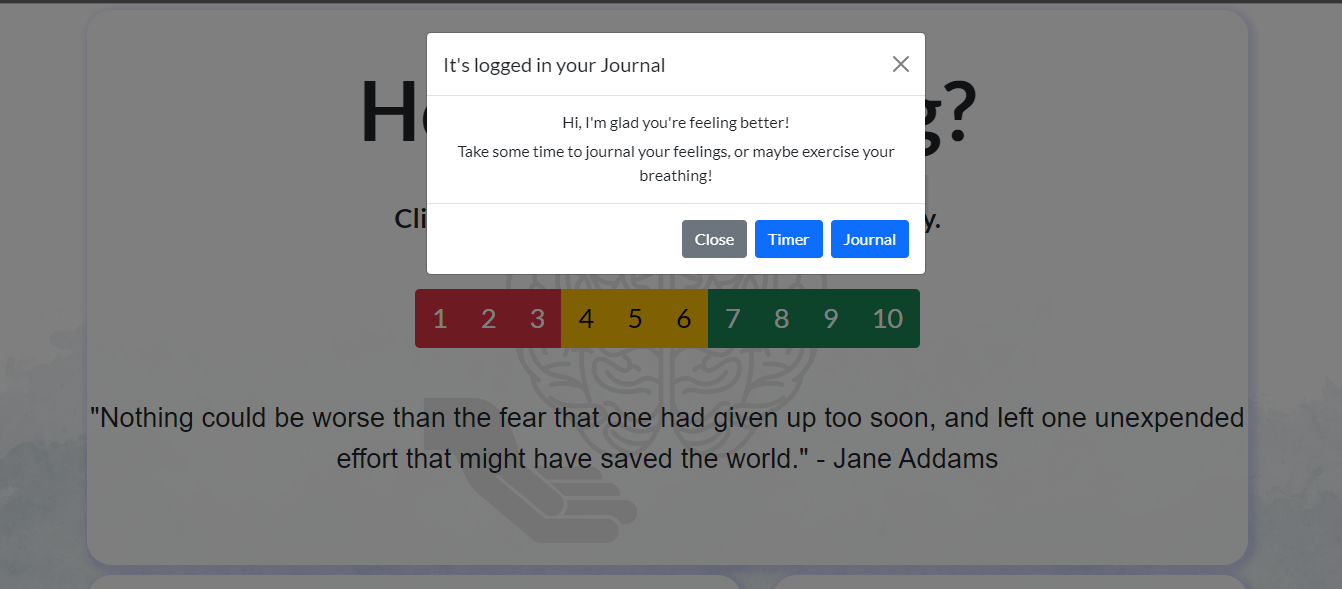 It's logged in your Journal
Hi, I'm glad you're feeling better!
Take some time to journal your feelings, or maybe exercise your
breathing!
Close Timer Journal
1 2 3 4 5 6 7 8 9 10
"Nothing could be worse than the fear that one had given up too soon, and left one unexpended
effort that might have saved the world." - Jane Addams